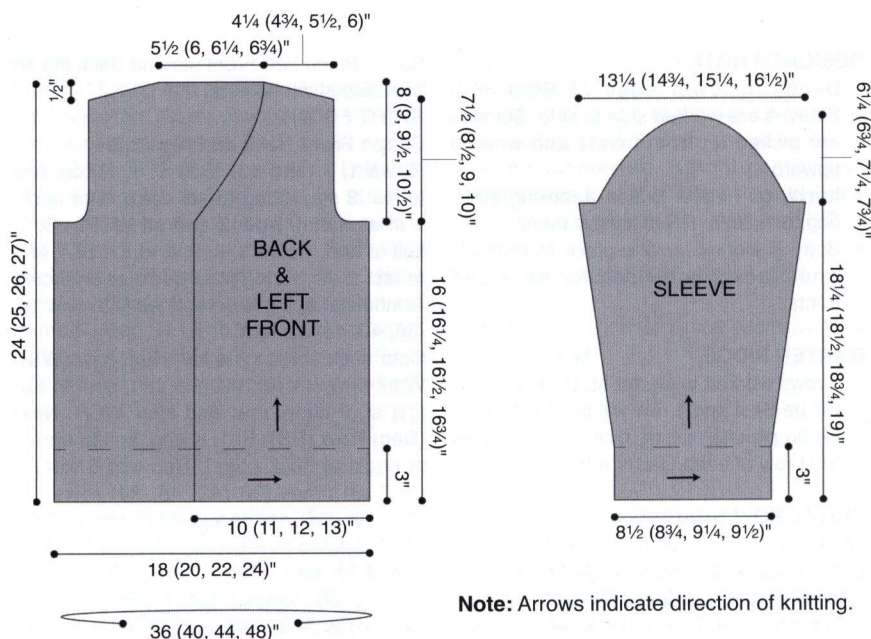 4¼ (4¾, 5½, 6)"
5½ (6, 6¼, 6¾)"
½"
8 (9, 9½, 10½)"
7½ (8½, 9, 10)"
24 (25, 26, 27)"
BACK
&
LEFT
FRONT
16 (16¼, 16½, 16¾)"
3"
10 (11, 12, 13)"
18 (20, 22, 24)"
36 (40, 44, 48)"
13¼ (14¾, 15¼, 16½)"
6¼ (6¾, 7¼, 7¾)"
SLEEVE
18¼ (18½, 18¾, 19)"
3"
8½ (8¾, 9¼, 9½)"
Note: Arrows indicate direction of knitting.